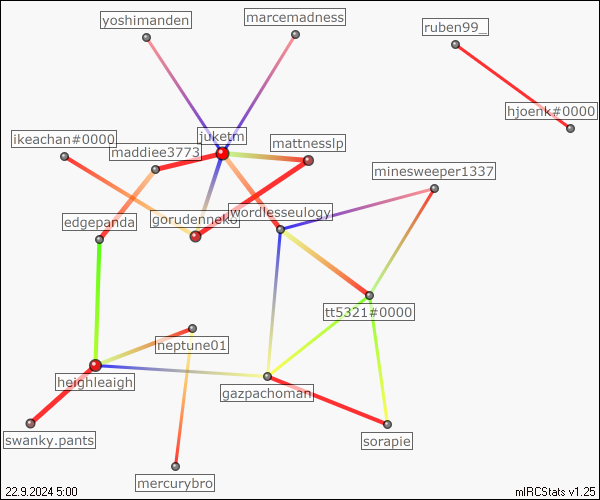 marcemadness
yoshimanden
ruben99_
hjoenk#0000
juketm
ikeachan#0000
mattnesslp
maddiee3773
minesweeper1337
gorudenneko
wordlesseulogy
edgepanda
tt5321#0000
neptune01
heighleaigh
gazpachoman
swanky.pants
sorapie
mercurybro
22.9.2024 5:00
mIRCStats v1.25